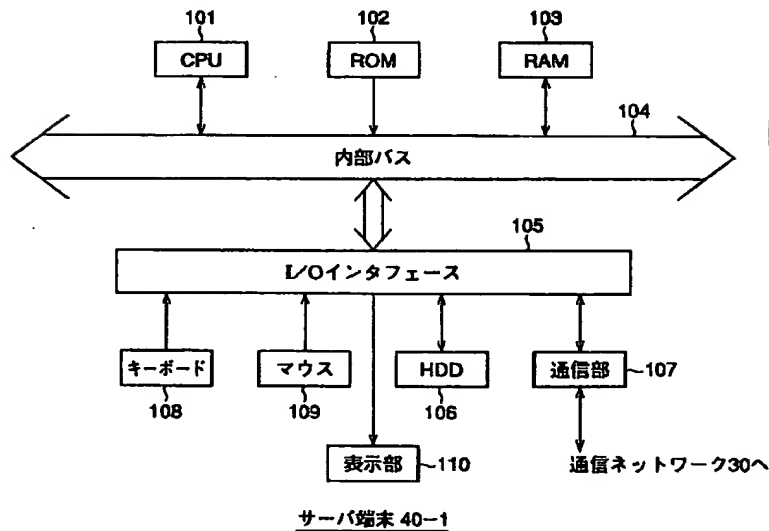 101 102 103
CPU ROM RAM
104
内部バス
105
I/Oインタフェース
キーボード マウス HDD 通信部 107
108 109 106
表示部 110 通信ネットワーク30へ
サーバ端末 40-1